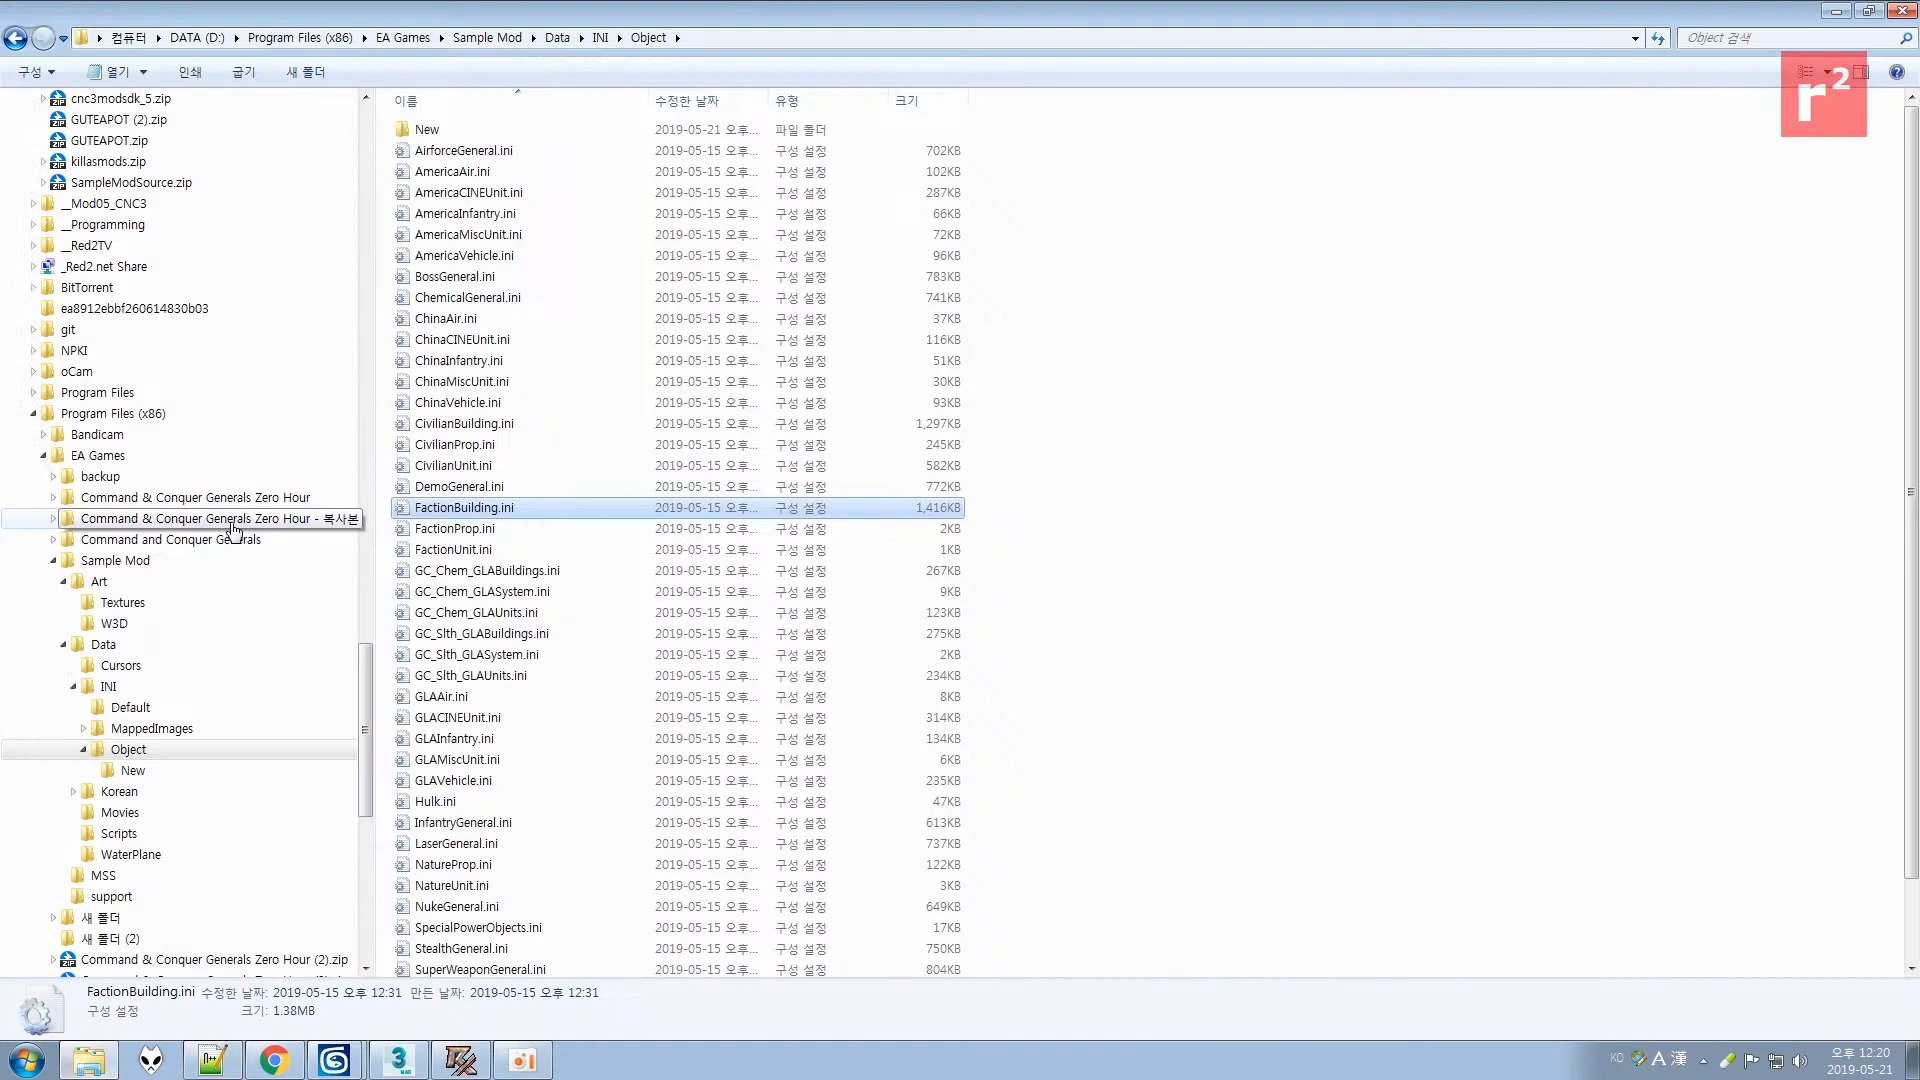 컴퓨터 DATA (D:) Program Files (x86) EA Games Sample Mod Data INI Object
Object 검색
구성 열기 인쇄 굽기 새 폴더
r²
cnc3modsdk_5.zip
GUTEAPOT (2).zip
GUTEAPOT.zip
killasmods.zip
SampleModSource.zip
__Mod05_CNC3
__Programming
__Red2TV
_Red2.net Share
BitTorrent
ea8912ebbf260614830b03
git
NPKI
oCam
Program Files
Program Files (x86)
Bandicam
EA Games
backup
Command & Conquer Generals Zero Hour
Command & Conquer Generals Zero Hour - 복사본
Command and Conquer Generals
Sample Mod
Art
Textures
W3D
Data
Cursors
INI
Default
MappedImages
Object
New
Korean
Movies
Scripts
WaterPlane
MSS
support
새 폴더
새 폴더 (2)
Command & Conquer Generals Zero Hour (2).zip
이름 수정한 날짜 유형 크기
New 2019-05-21 오후... 파일 폴더
AirforceGeneral.ini 2019-05-15 오후... 구성 설정 702KB
AmericaAir.ini 2019-05-15 오후... 구성 설정 102KB
AmericaCINEUnit.ini 2019-05-15 오후... 구성 설정 287KB
AmericaInfantry.ini 2019-05-15 오후... 구성 설정 66KB
AmericaMiscUnit.ini 2019-05-15 오후... 구성 설정 72KB
AmericaVehicle.ini 2019-05-15 오후... 구성 설정 96KB
BossGeneral.ini 2019-05-15 오후... 구성 설정 783KB
ChemicalGeneral.ini 2019-05-15 오후... 구성 설정 741KB
ChinaAir.ini 2019-05-15 오후... 구성 설정 37KB
ChinaCINEUnit.ini 2019-05-15 오후... 구성 설정 116KB
ChinaInfantry.ini 2019-05-15 오후... 구성 설정 51KB
ChinaMiscUnit.ini 2019-05-15 오후... 구성 설정 30KB
ChinaVehicle.ini 2019-05-15 오후... 구성 설정 93KB
CivilianBuilding.ini 2019-05-15 오후... 구성 설정 1,297KB
CivilianProp.ini 2019-05-15 오후... 구성 설정 245KB
CivilianUnit.ini 2019-05-15 오후... 구성 설정 582KB
DemoGeneral.ini 2019-05-15 오후... 구성 설정 772KB
FactionBuilding.ini 2019-05-15 오후... 구성 설정 1,416KB
FactionProp.ini 2019-05-15 오후... 구성 설정 2KB
FactionUnit.ini 2019-05-15 오후... 구성 설정 1KB
GC_Chem_GLABuildings.ini 2019-05-15 오후... 구성 설정 267KB
GC_Chem_GLASystem.ini 2019-05-15 오후... 구성 설정 9KB
GC_Chem_GLAUnits.ini 2019-05-15 오후... 구성 설정 123KB
GC_Slth_GLABuildings.ini 2019-05-15 오후... 구성 설정 275KB
GC_Slth_GLASystem.ini 2019-05-15 오후... 구성 설정 2KB
GC_Slth_GLAUnits.ini 2019-05-15 오후... 구성 설정 234KB
GLAAir.ini 2019-05-15 오후... 구성 설정 8KB
GLACINEUnit.ini 2019-05-15 오후... 구성 설정 314KB
GLAInfantry.ini 2019-05-15 오후... 구성 설정 134KB
GLAMiscUnit.ini 2019-05-15 오후... 구성 설정 6KB
GLAVehicle.ini 2019-05-15 오후... 구성 설정 235KB
Hulk.ini 2019-05-15 오후... 구성 설정 47KB
InfantryGeneral.ini 2019-05-15 오후... 구성 설정 613KB
LaserGeneral.ini 2019-05-15 오후... 구성 설정 737KB
NatureProp.ini 2019-05-15 오후... 구성 설정 122KB
NatureUnit.ini 2019-05-15 오후... 구성 설정 3KB
NukeGeneral.ini 2019-05-15 오후... 구성 설정 649KB
SpecialPowerObjects.ini 2019-05-15 오후... 구성 설정 17KB
StealthGeneral.ini 2019-05-15 오후... 구성 설정 750KB
SuperWeaponGeneral.ini 2019-05-15 오후... 구성 설정 804KB
FactionBuilding.ini 수정한 날짜: 2019-05-15 오후 12:31 만든 날짜: 2019-05-15 오후 12:31
구성 설정 크기: 1.38MB
KO A 漢 오후 12:20
2019-05-21